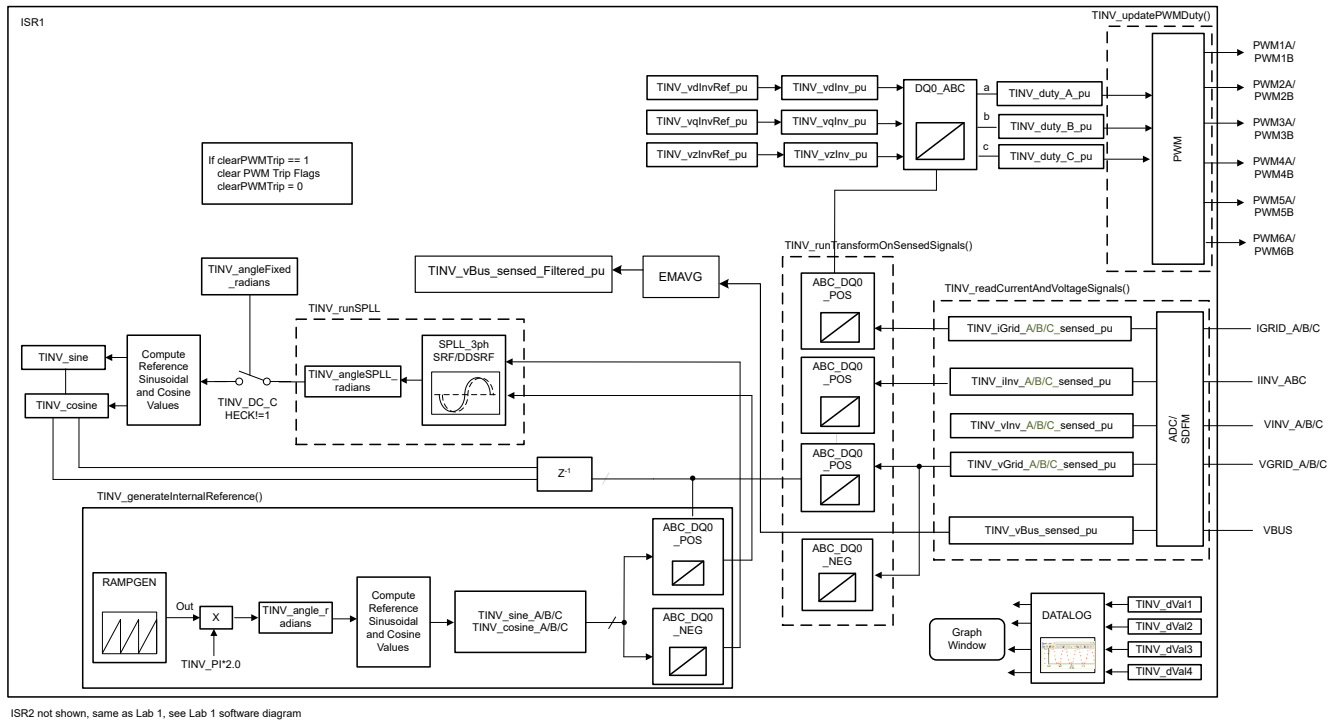 ISR1
TINV_updatePWMDuty()
PWM1A/
PWM1B
PWM2A/
PWM2B
PWM3A/
PWM3B
PWM4A/
PWM4B
PWM5A/
PWM5B
PWM6A/
PWM6B
PWM
TINV_vdInvRef_pu
TINV_vdInv_pu
DQ0_ABC
a
TINV_duty_A_pu
TINV_vqInvRef_pu
TINV_vqInv_pu
b
TINV_duty_B_pu
TINV_vzInvRef_pu
TINV_vzInv_pu
c
TINV_duty_C_pu
If clearPWMTrip == 1
clear PWM Trip Flags
clearPWMTrip = 0
TINV_runTransformOnSensedSignals()
TINV_angleFixed
_radians
TINV_vBus_sensed_Filtered_pu
EMAVG
ABC_DQ0
_POS
TINV_readCurrentAndVoltageSignals()
TINV_runSPLL
TINV_iGrid_A/B/C_sensed_pu
IGRID_A/B/C
TINV_sine
TINV_cosine
Compute
Reference
Sinusoidal
and Cosine
Values
TINV_DC_C
HECK!=1
TINV_angleSPLL_
radians
SPLL_3ph
SRF/DDSRF
ABC_DQ0
_POS
TINV_iInv_A/B/C_sensed_pu
IINV_ABC
TINV_vInv_A/B/C_sensed_pu
VINV_A/B/C
ADC/
SDFM
ABC_DQ0
_POS
TINV_vGrid_A/B/C_sensed_pu
VGRID_A/B/C
Z-1
TINV_vBus_sensed_pu
VBUS
TINV_generateInternalReference()
ABC_DQ0
_POS
ABC_DQ0
_NEG
RAMPGEN
Out
X
TINV_PI*2.0
TINV_angle_r
adians
Compute
Reference
Sinusoidal
and Cosine
Values
TINV_sine_A/B/C
TINV_cosine_A/B/C
ABC_DQ0
_NEG
Graph
Window
DATALOG
TINV_dVal1
TINV_dVal2
TINV_dVal3
TINV_dVal4
ISR2 not shown, same as Lab 1, see Lab 1 software diagram